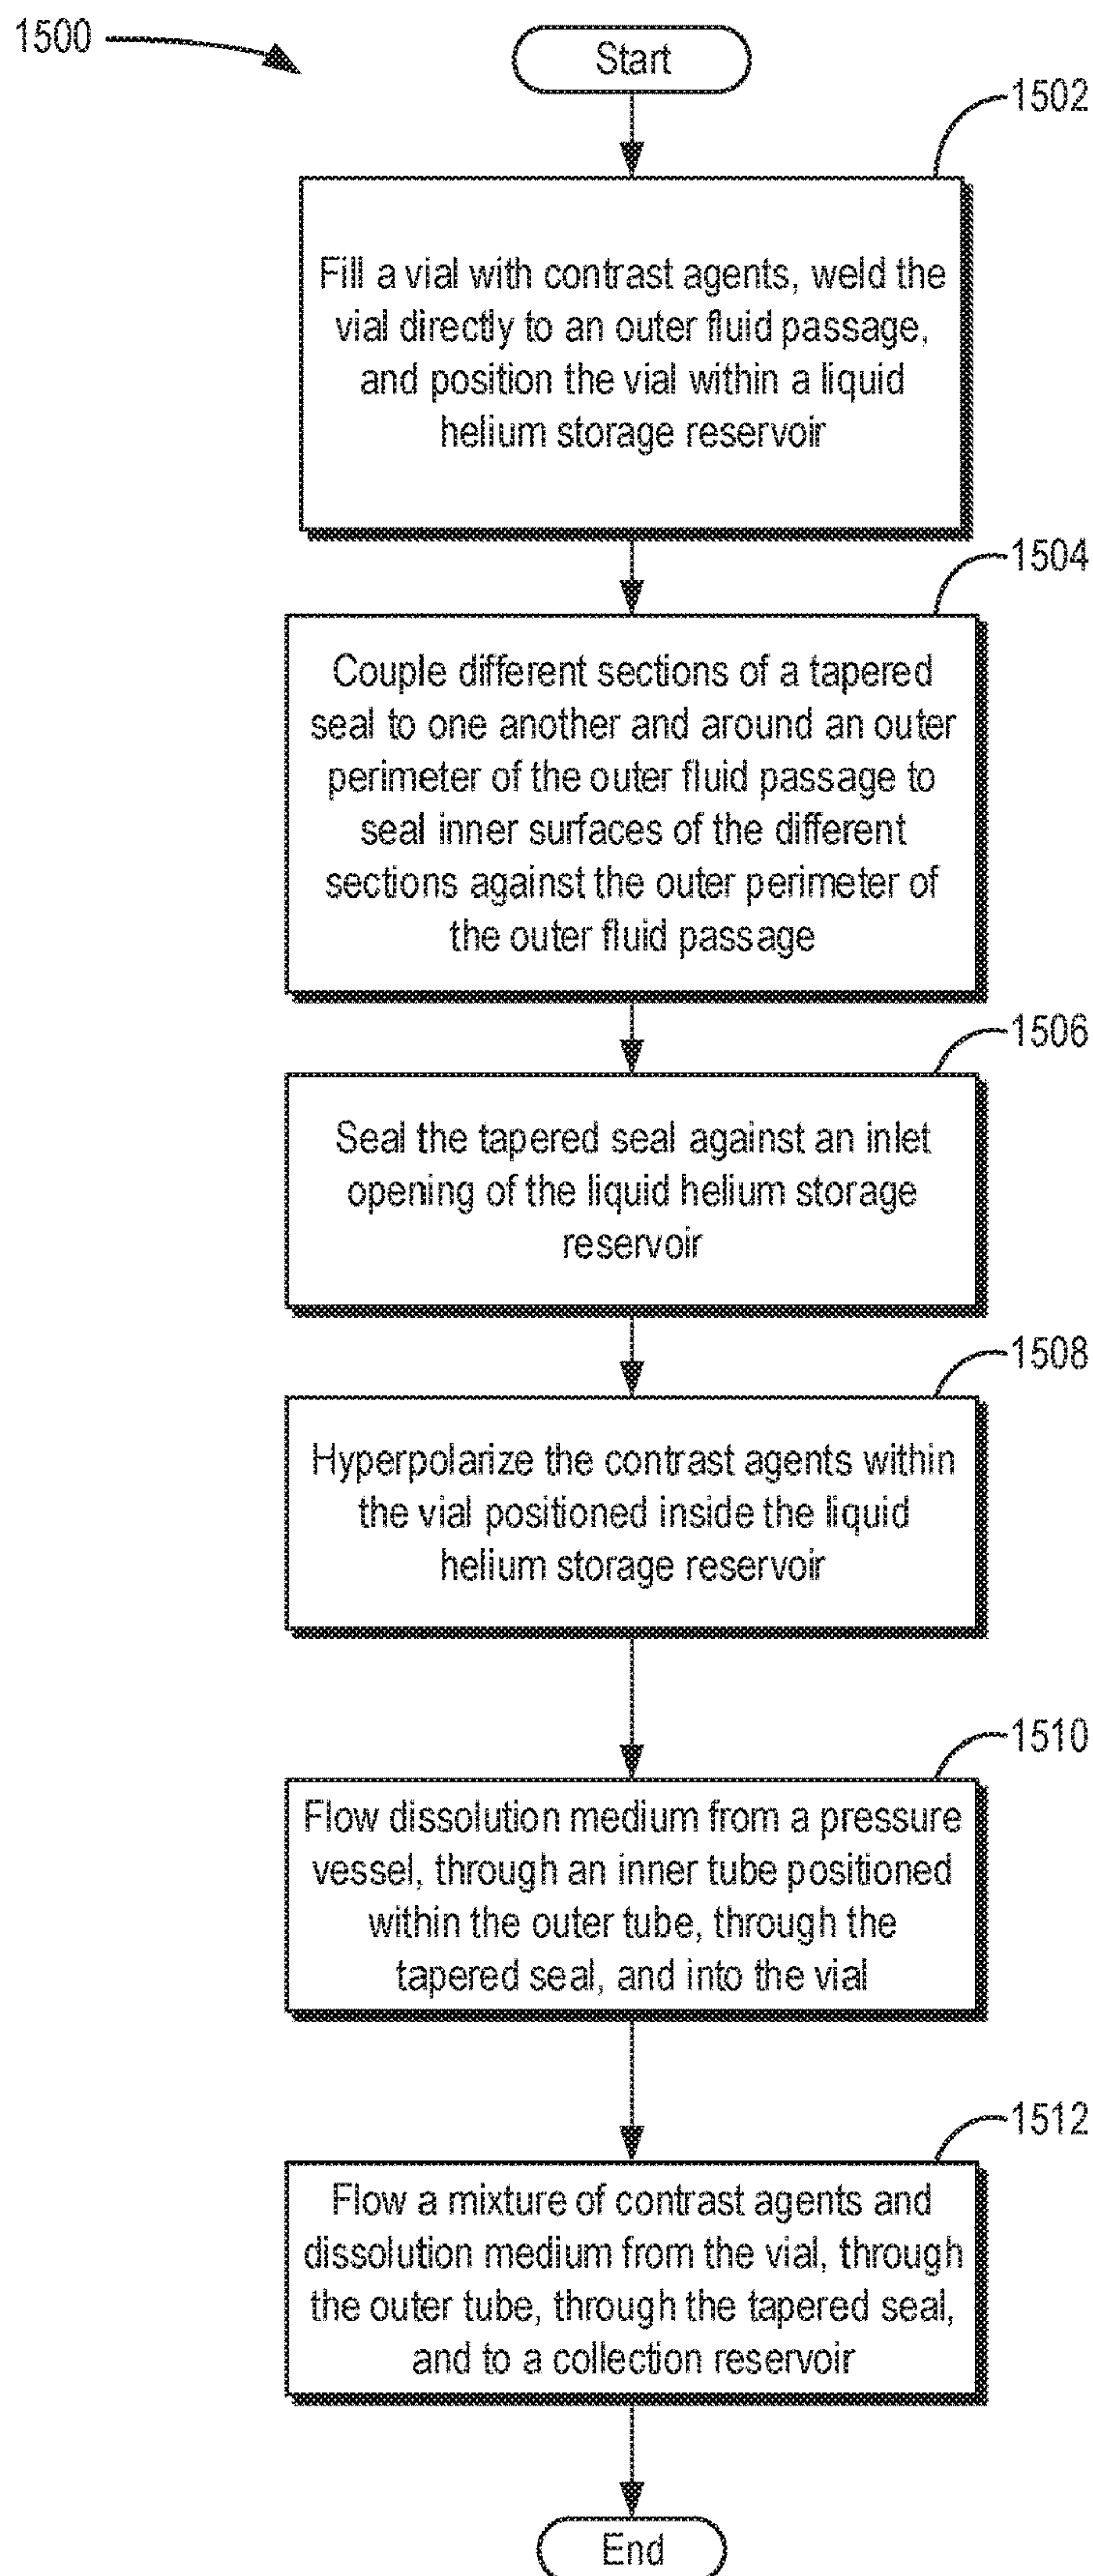 1500
Start
1502
Fill a vial with contrast agents, weld the
vial directly to an outer fluid passage,
and position the vial within a liquid
helium storage reservoir
1504
Couple different sections of a tapered
seal to one another and around an outer
perimeter of the outer fluid passage to
seal inner surfaces of the different
sections against the outer perimeter of
the outer fluid passage
1506
Seal the tapered seal against an inlet
opening of the liquid helium storage
reservoir
1508
Hyperpolarize the contrast agents within
the vial positioned inside the liquid
helium storage reservoir
1510
Flow dissolution medium from a pressure
vessel, through an inner tube positioned
within the outer tube, through the
tapered seal, and into the vial
1512
Flow a mixture of contrast agents and
dissolution medium from the vial, through
the outer tube, through the tapered seal,
and to a collection reservoir
End